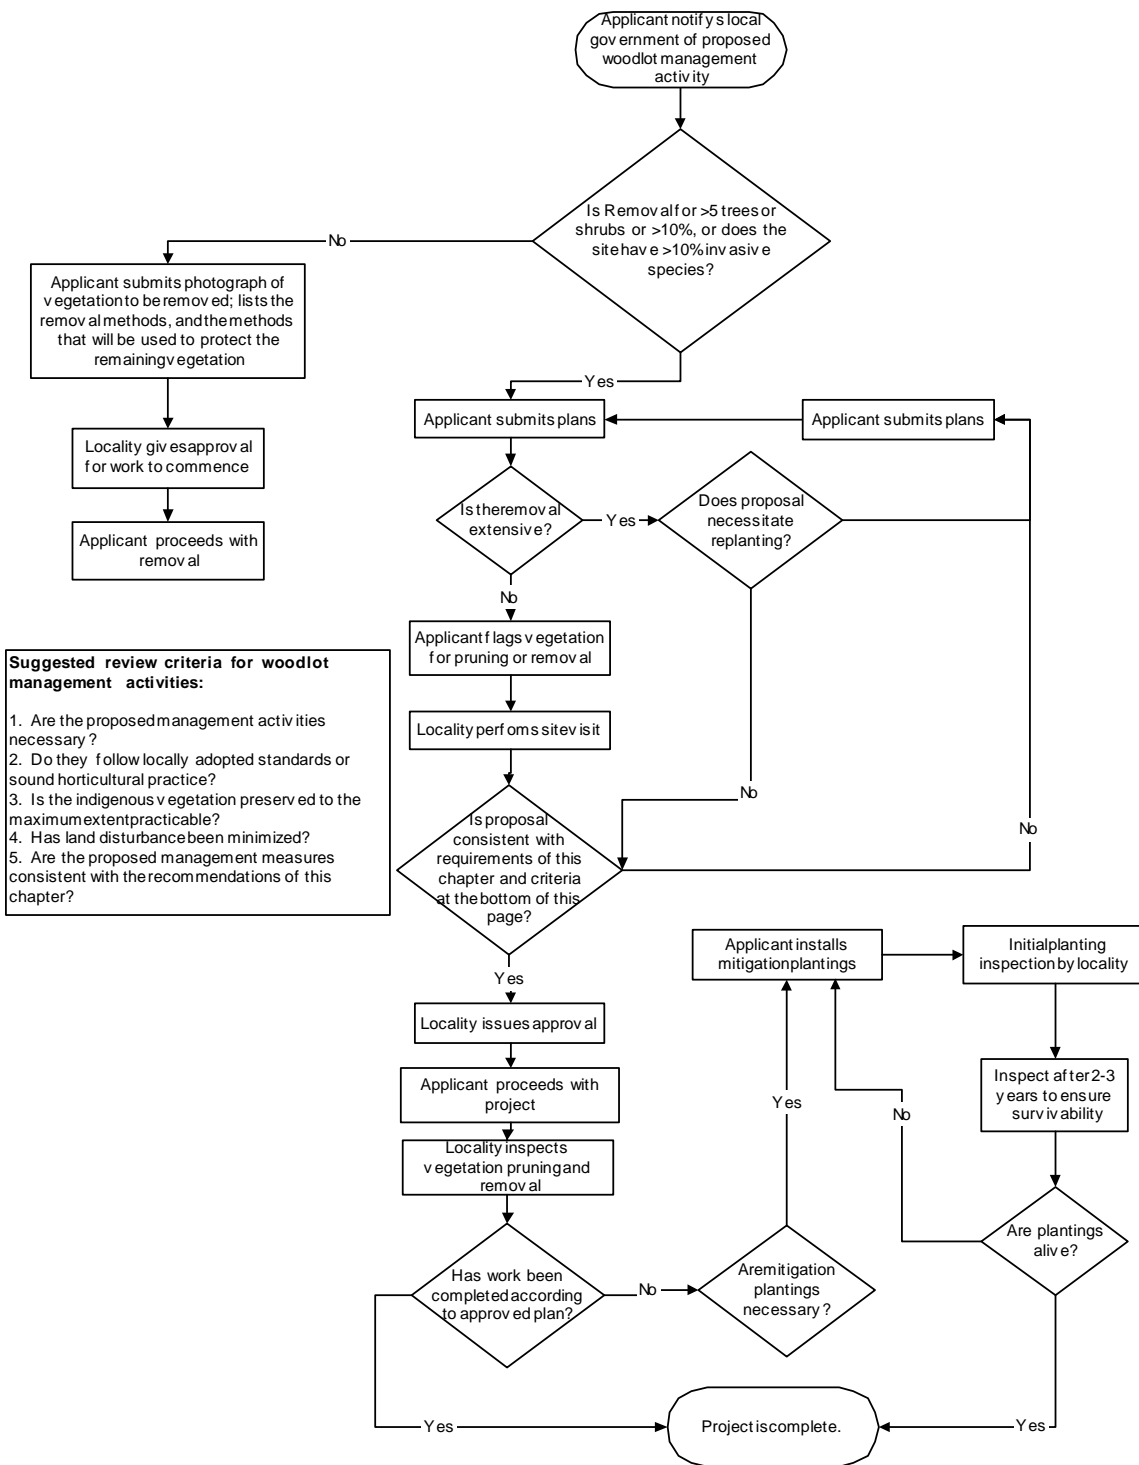 Applicant notifys local
government of proposed
woodlot management
activity
Is Removal for >5 trees or
shrubs or >10%, or does the
site have >10% invasive
species?
No
Yes
Applicant submits photograph of
vegetation to be removed; lists the
removal methods, and the methods
that will be used to protect the
remaining vegetation
Locality gives approval
for work to commence
Applicant proceeds with
removal
Applicant submits plans
Applicant submits plans
Is the removal
extensive?
Yes
Does proposal
necessitate
replanting?
No
Applicant flags vegetation
for pruning or removal
Locality perfoms site visit
No
No
Is proposal
consistent with
requirements of this
chapter and criteria
at the bottom of this
page?
Suggested review criteria for woodlot
management activities:
1. Are the proposed management activities
necessary?
2. Do they follow locally adopted standards or
sound horticultural practice?
3. Is the indigenous vegetation preserved to the
maximum extent practicable?
4. Has land disturbance been minimized?
5. Are the proposed management measures
consistent with the recommendations of this
chapter?
Yes
Locality issues approval
Applicant proceeds with
project
Locality inspects
vegetation pruning and
removal
Has work been
completed according
to approved plan?
No
Are mitigation
plantings
necessary?
Yes
Applicant installs
mitigation plantings
Initial planting
inspection by locality
Inspect after 2-3
years to ensure
survivability
No
Are plantings
alive?
Yes
Yes
Project is complete.